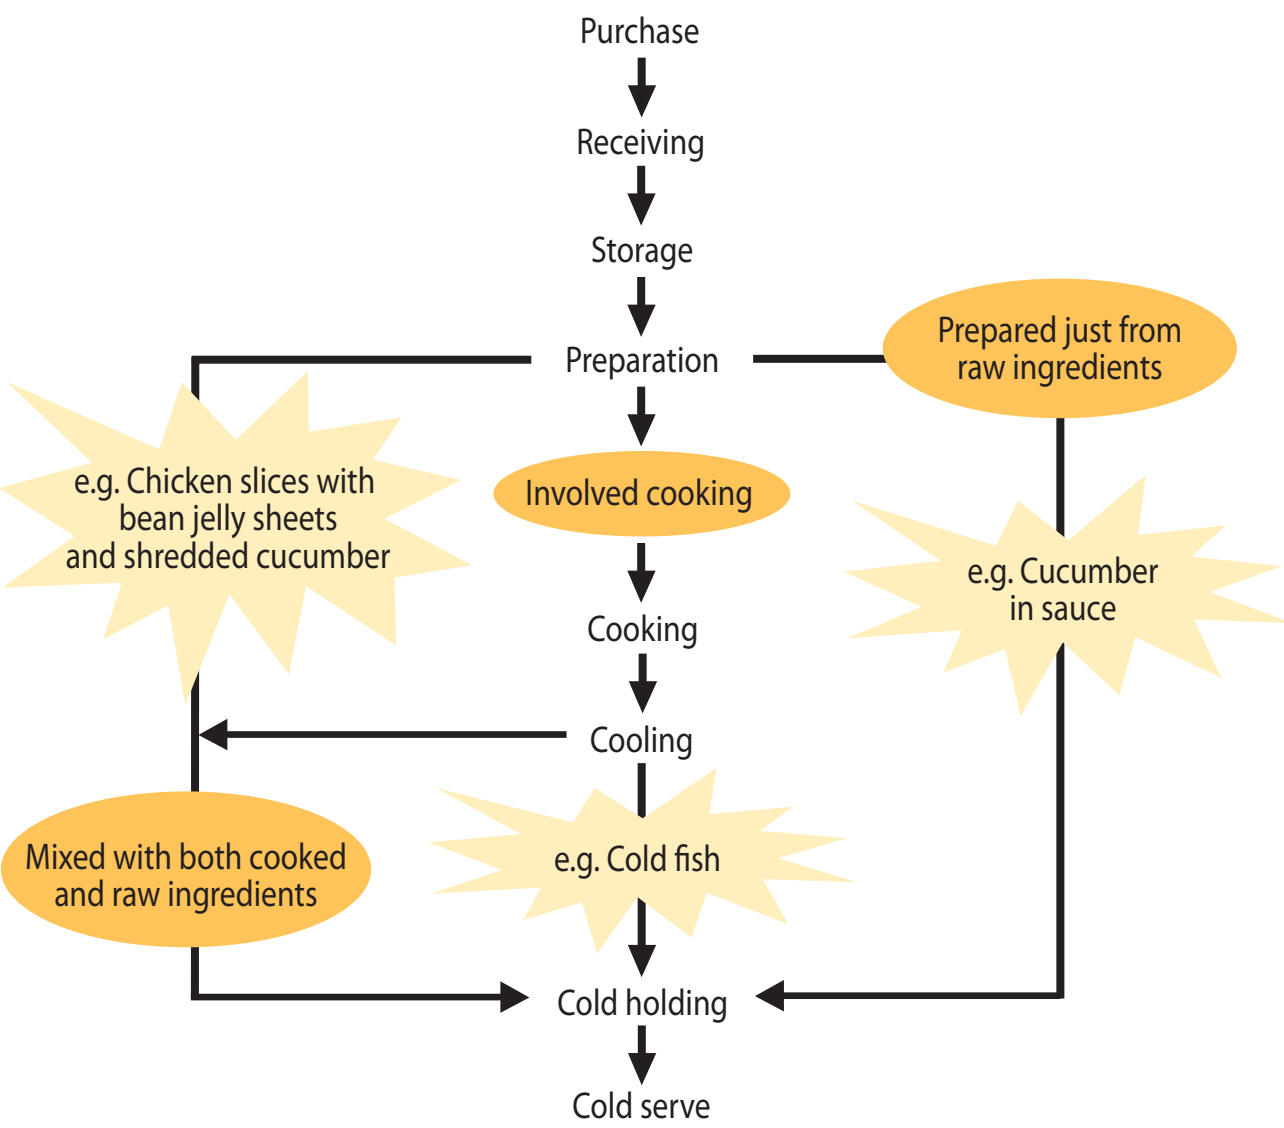 Purchase
Receiving
Storage
Preparation
Prepared just from
raw ingredients
e.g. Chicken slices with
bean jelly sheets
and shredded cucumber
Involved cooking
e.g. Cucumber
in sauce
Cooking
Cooling
Mixed with both cooked
and raw ingredients
e.g. Cold fish
Cold holding
Cold serve